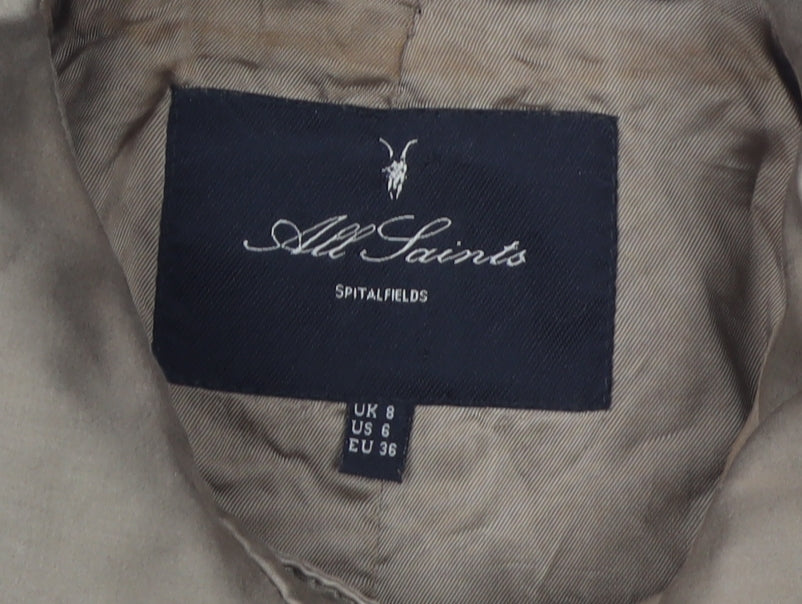 All Saints
SPITALFIELDS
UK 8
US 6
EU 36